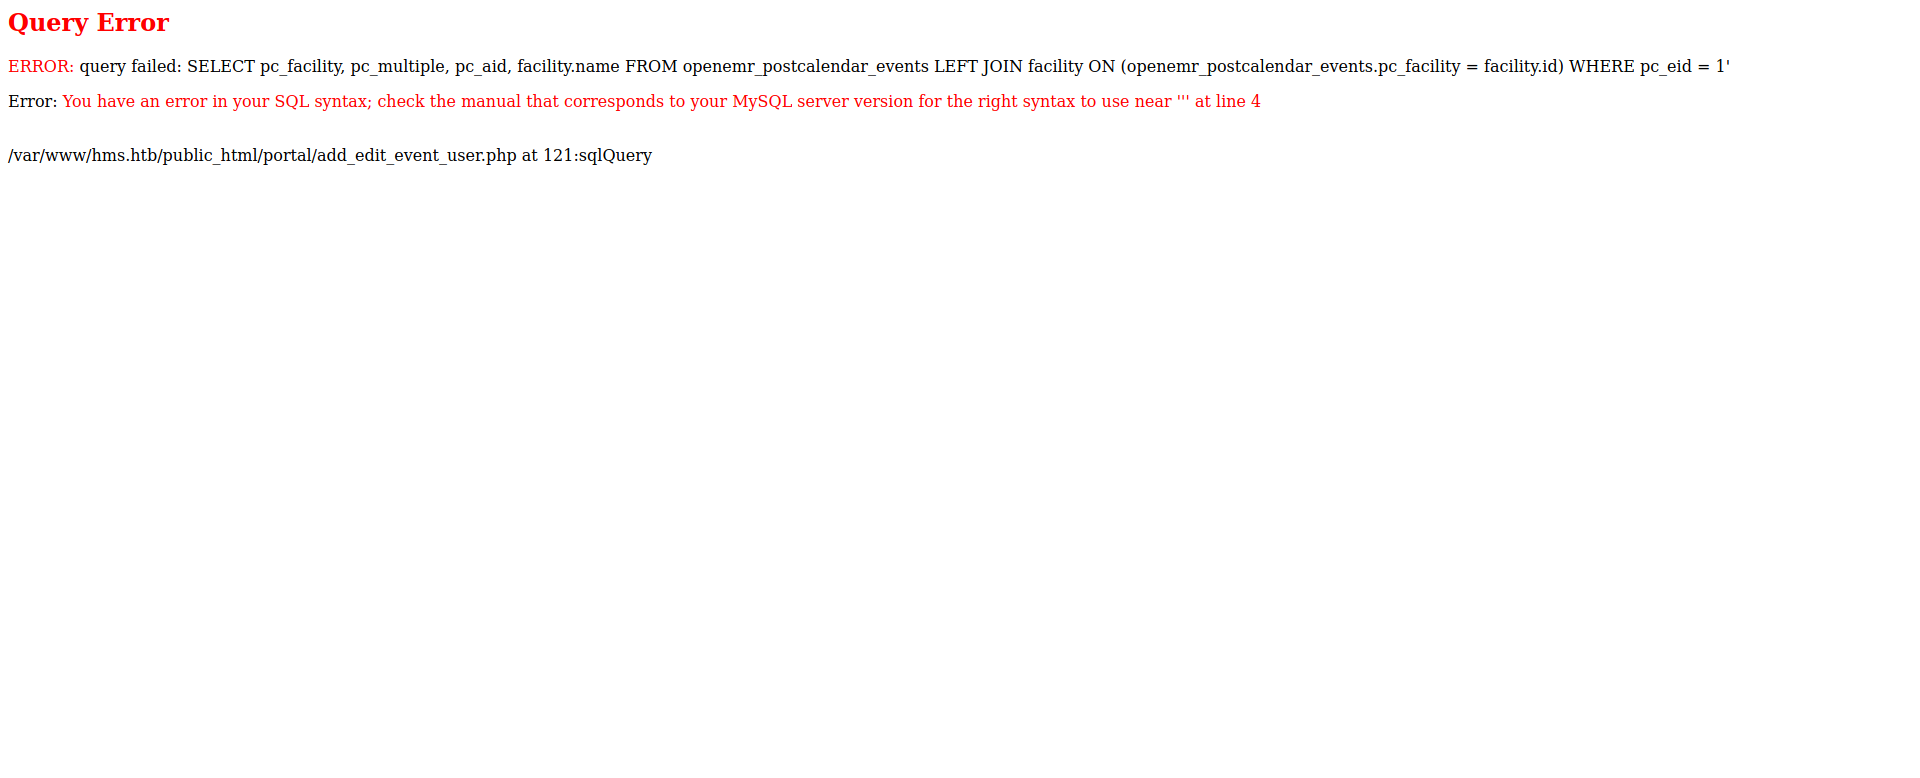 Query Error
ERROR: query failed: SELECT pc_facility, pc_multiple, pc_aid, facility.name FROM openemr_postcalendar_events LEFT JOIN facility ON (openemr_postcalendar_events.pc_facility = facility.id) WHERE pc_eid = 1'
Error: You have an error in your SQL syntax; check the manual that corresponds to your MySQL server version for the right syntax to use near ''' at line 4
/var/www/hms.htb/public_html/portal/add_edit_event_user.php at 121:sqlQuery